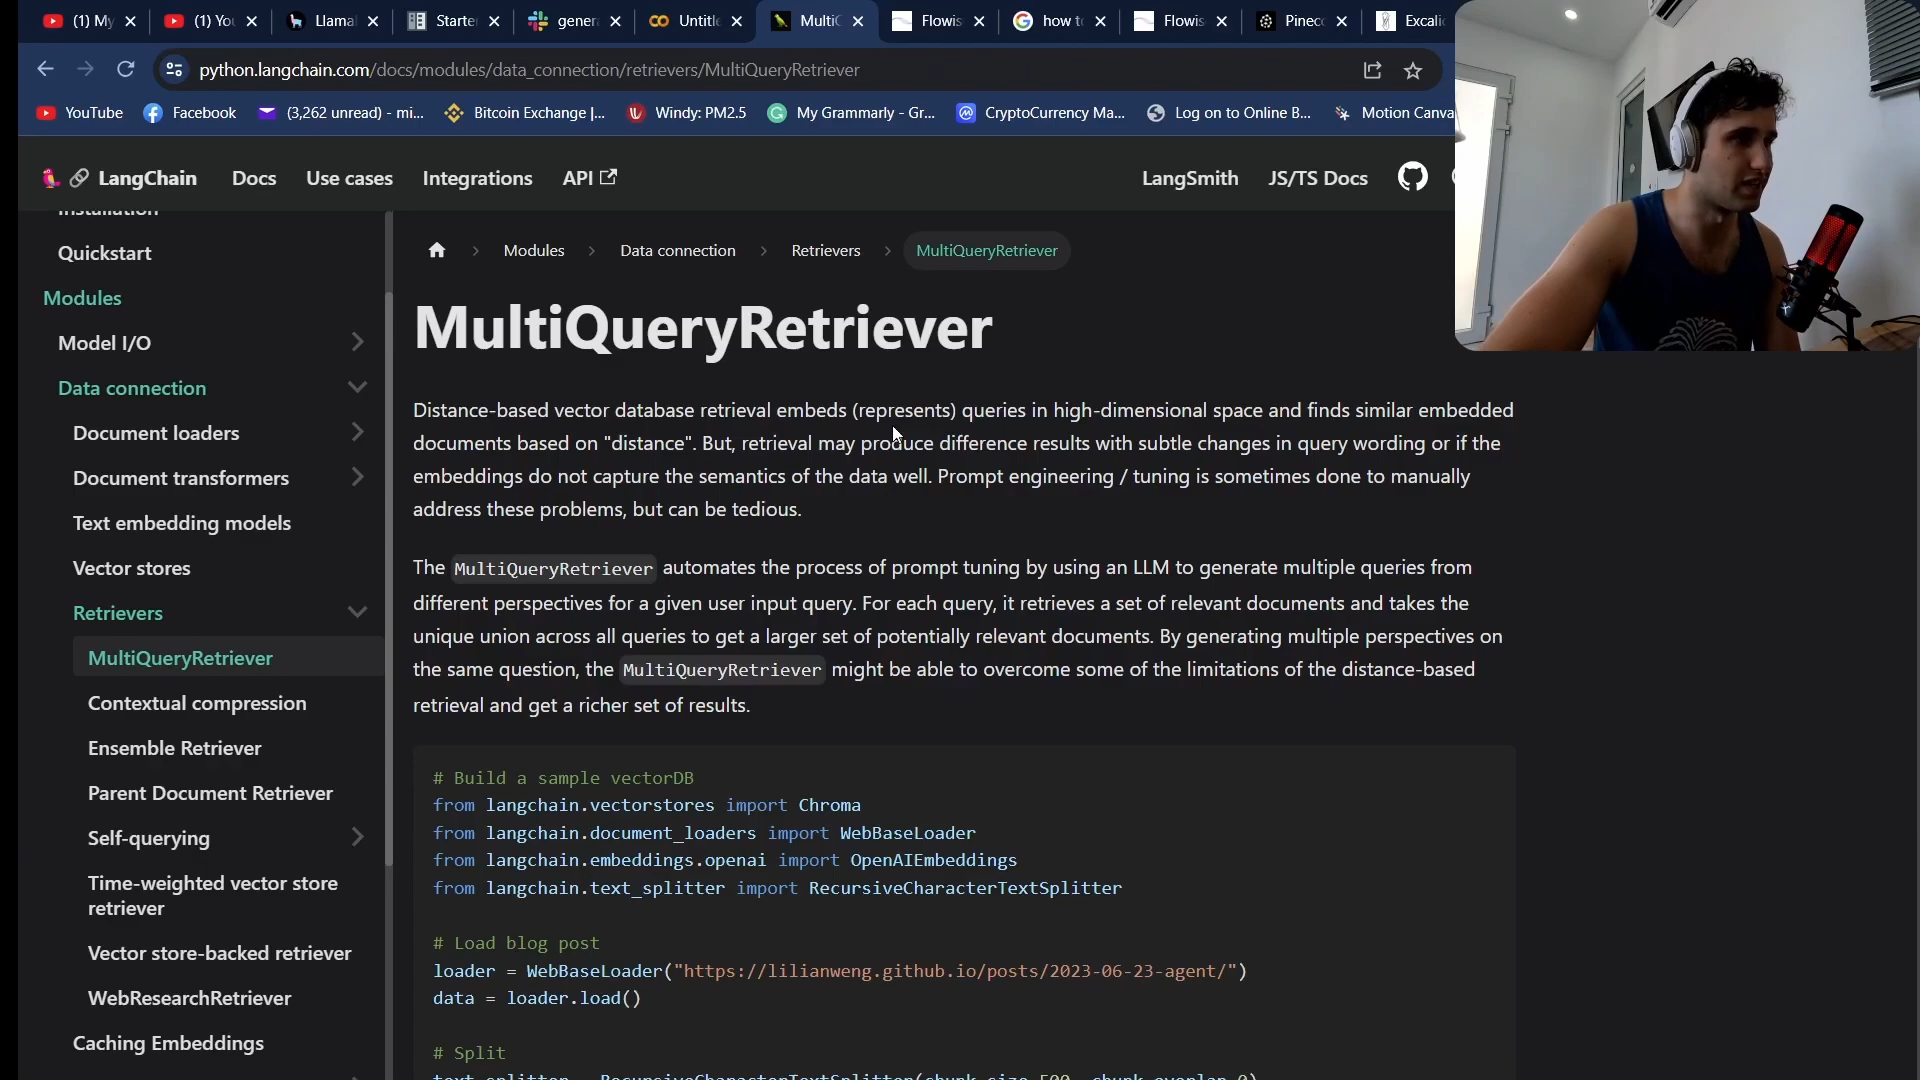 (1) My
(1) You
Llama
Starte
gener
Untitle
MultiQ
Flowis
how to
Flowis
Pinec
Excali
python.langchain.com/docs/modules/data_connection/retrievers/MultiQueryRetriever
YouTube
Facebook
(3,262 unread) - mi...
Bitcoin Exchange |...
Windy: PM2.5
My Grammarly - Gr...
CryptoCurrency Ma...
Log on to Online B...
Motion Canva
LangChain
Docs
Use cases
Integrations
API
LangSmith
JS/TS Docs
Installation
Quickstart
Modules
Model I/O
Data connection
Document loaders
Document transformers
Text embedding models
Vector stores
Retrievers
MultiQueryRetriever
Contextual compression
Ensemble Retriever
Parent Document Retriever
Self-querying
Time-weighted vector store
retriever
Vector store-backed retriever
WebResearchRetriever
Caching Embeddings
Modules
Data connection
Retrievers
MultiQueryRetriever
MultiQueryRetriever
Distance-based vector database retrieval embeds (represents) queries in high-dimensional space and finds similar embedded
documents based on "distance". But, retrieval may produce difference results with subtle changes in query wording or if the
embeddings do not capture the semantics of the data well. Prompt engineering / tuning is sometimes done to manually
address these problems, but can be tedious.
The MultiQueryRetriever automates the process of prompt tuning by using an LLM to generate multiple queries from
different perspectives for a given user input query. For each query, it retrieves a set of relevant documents and takes the
unique union across all queries to get a larger set of potentially relevant documents. By generating multiple perspectives on
the same question, the MultiQueryRetriever might be able to overcome some of the limitations of the distance-based
retrieval and get a richer set of results.
# Build a sample vectorDB
from langchain.vectorstores import Chroma
from langchain.document_loaders import WebBaseLoader
from langchain.embeddings.openai import OpenAIEmbeddings
from langchain.text_splitter import RecursiveCharacterTextSplitter
# Load blog post
loader = WebBaseLoader("https://lilianweng.github.io/posts/2023-06-23-agent/")
data = loader.load()
# Split
text_splitter = RecursiveCharacterTextSplitter(chunk_size=500, chunk_overlap=0)